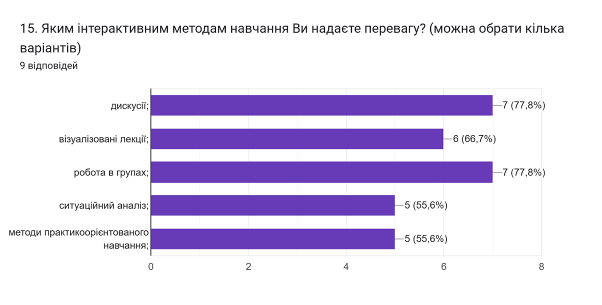 15. Яким інтерактивним методам навчання Ви надаєте перевагу? (можна обрати кілька
варіантів)
9 відповідей
дискусії;
7 (77,8%)
візуалізовані лекції;
6 (66,7%)
робота в групах;
7 (77,8%)
ситуаційний аналіз;
5 (55,6%)
методи практикоорієнтованого
навчання;
5 (55,6%)
0 2 4 6 8